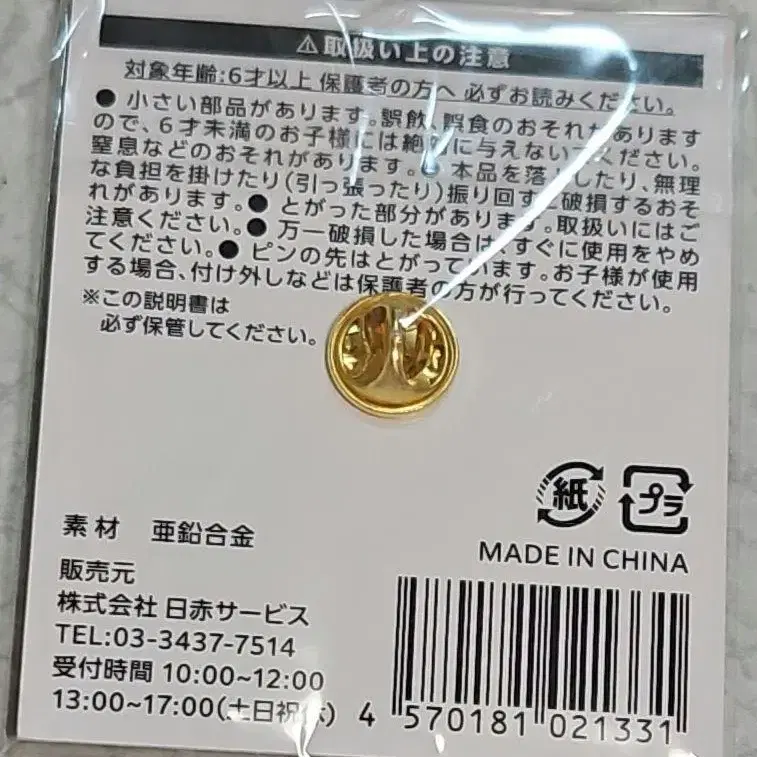 ⚠取扱い上の注意
対象年齢:6才以上 保護者の方へ 必ずお読みください。
● 小さい部品があります。誤飲、誤食のおそれがあります
ので、6才未満のお子様には絶対に与えないでください。
窒息などのおそれがあります。● 本品を落としたり、無理
な負担を掛けたり(引っ張ったり)振り回すと破損するおそ
れがあります。● とがった部分があります。取扱いにはご
注意ください。● 万一破損した場合はすぐに使用をやめ
てください。● ピンの先はとがっています。お子様が使用
する場合、付け外しなどは保護者の方が行ってください。
※この説明書は
必ず保管してください。
紙 プラ
MADE IN CHINA
素材 亜鉛合金
販売元
株式会社 日赤サービス
TEL:03-3437-7514
受付時間 10:00~12:00
13:00~17:00(土日祝休)
4 570181 021331